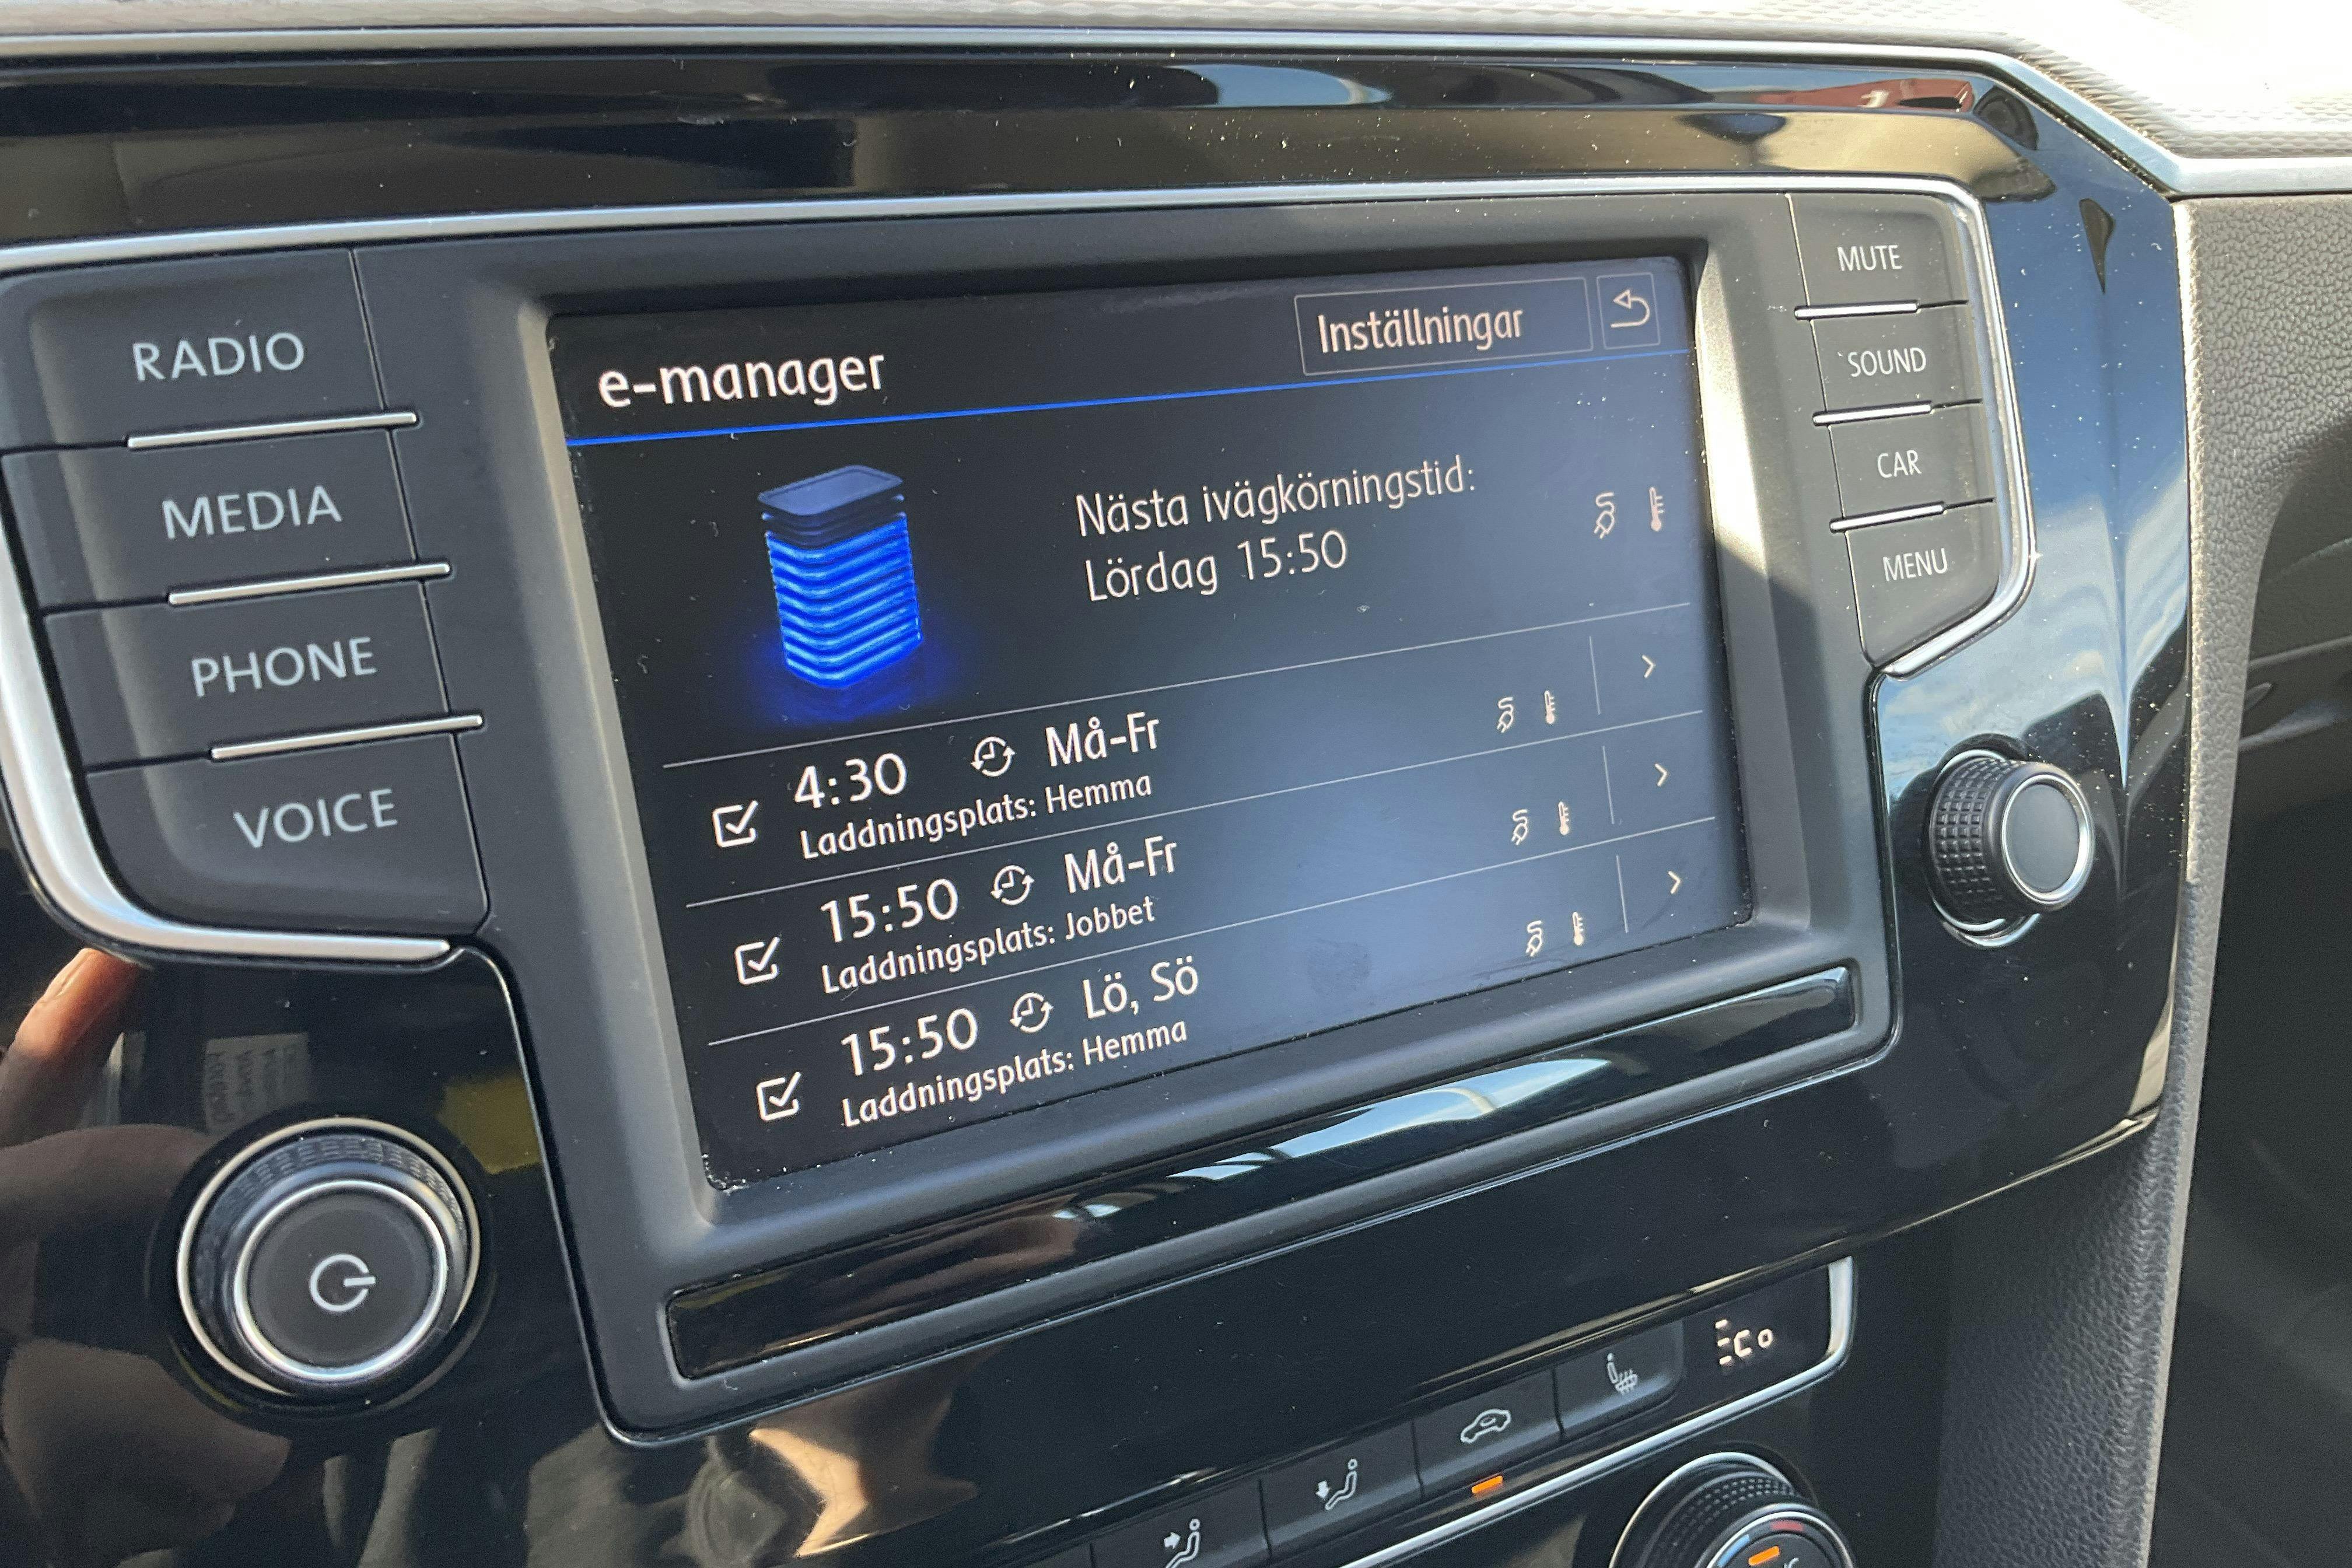 RADIO
MEDIA
PHONE
VOICE
e-manager
Inställningar
Nästa ivägkörningstid:
Lördag 15:50
4:30 Må-Fr
Laddningsplats: Hemma
15:50 Må-Fr
Laddningsplats: Jobbet
15:50 Lö, Sö
Laddningsplats: Hemma
MUTE
SOUND
CAR
MENU
Eco